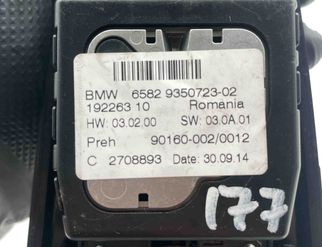 BMW 6582 9350723-02
192263 10 Romania
HW: 03.02.00 SW: 03.0A.01
Preh 90160-002/0012
C 2708893 Date: 30.09.14
177